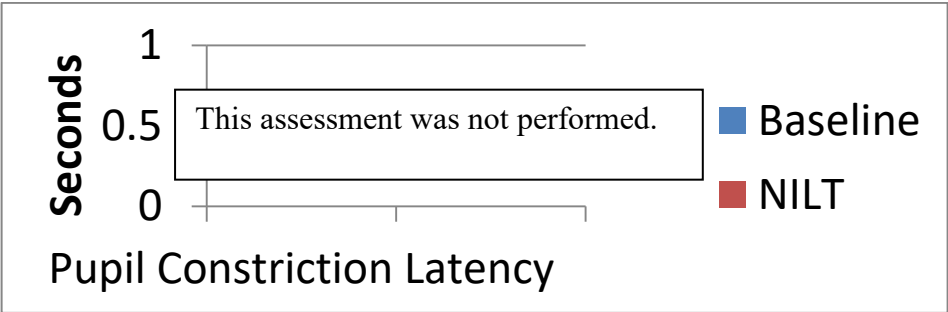 Seconds
1
0.5
0
This assessment was not performed.
Baseline
NILT
Pupil Constriction Latency